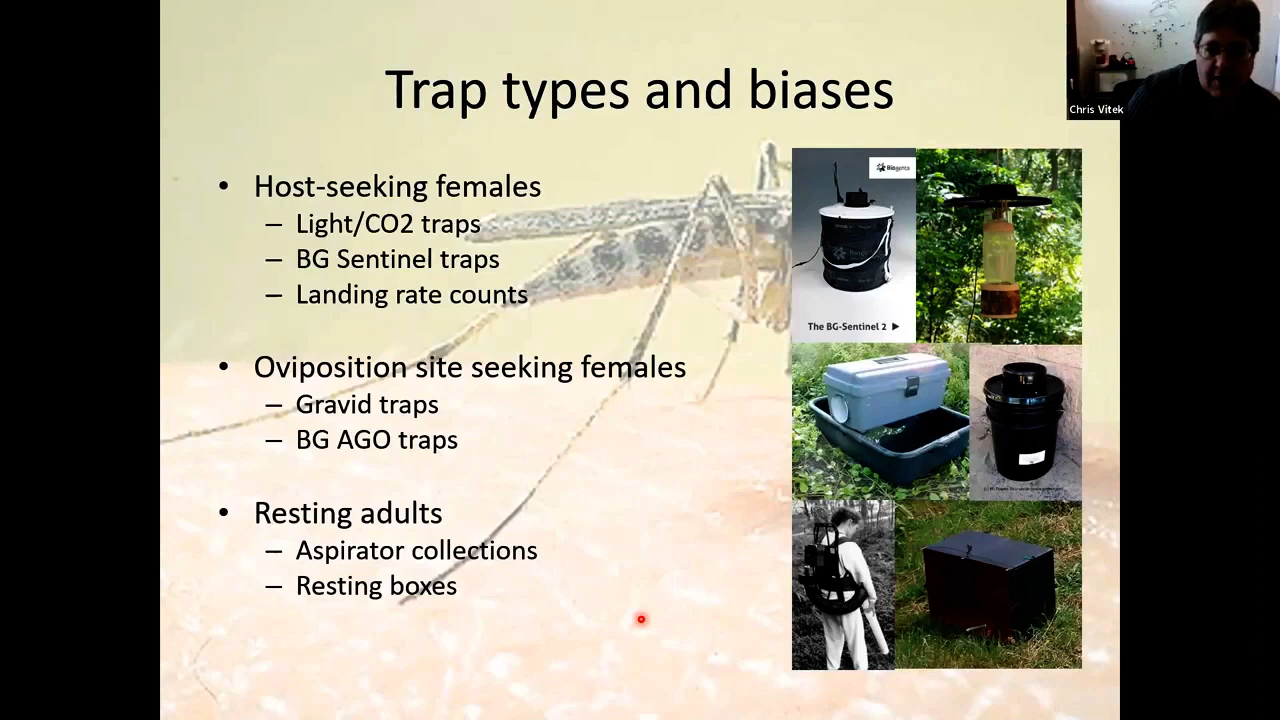 Trap types and biases
Chris Vitek
• Host-seeking females
– Light/CO2 traps
– BG Sentinel traps
– Landing rate counts
• Oviposition site seeking females
– Gravid traps
– BG AGO traps
• Resting adults
– Aspirator collections
– Resting boxes
Biogents
The BG-Sentinel 2 ▶